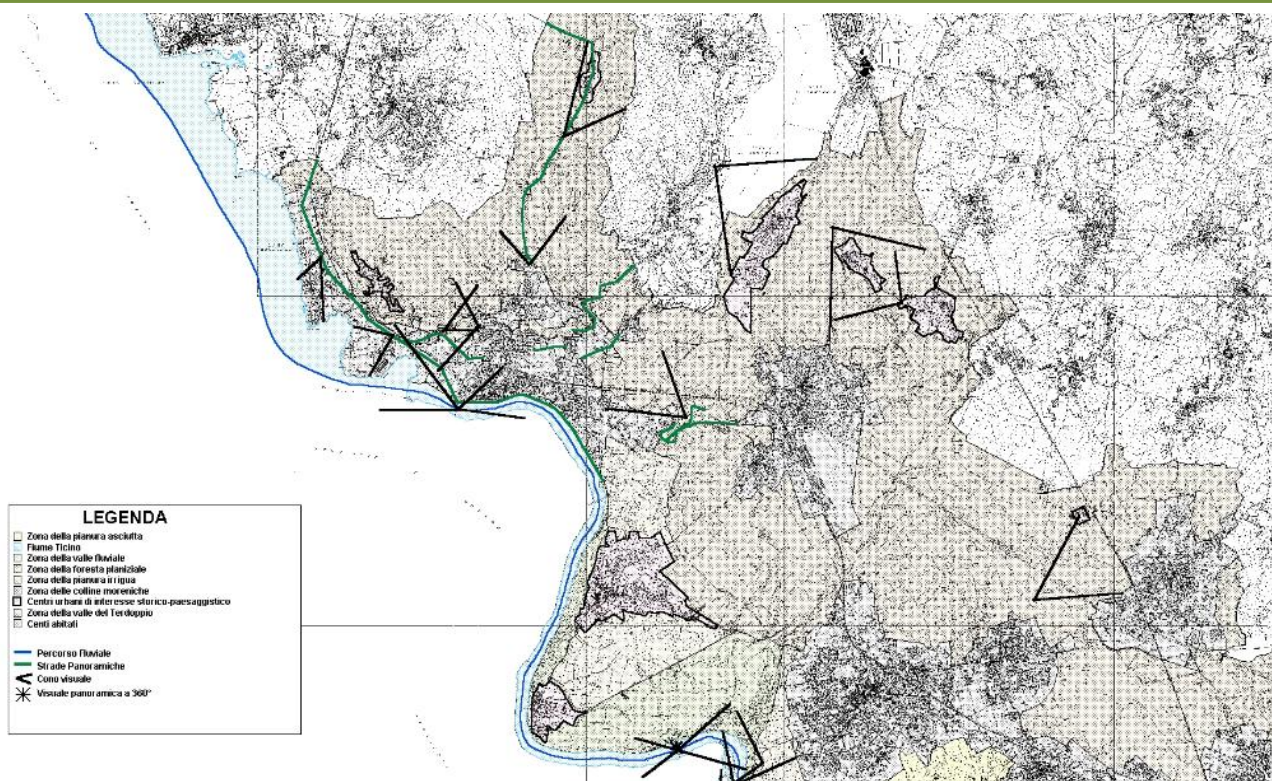 LEGENDA
Zona della pianura asciutta
Fiume Ticino
Zona della valle fluviale
Zona della foresta planiziale
Zona della pianura irrigua
Zona delle colline moreniche
Centri urbani di interesse storico-paesaggistico
Zona della valle del Terdoppio
Centi abitati
Percorso Fluviale
Strade Panoramiche
Cono visuale
Visuale panoramica a 360°